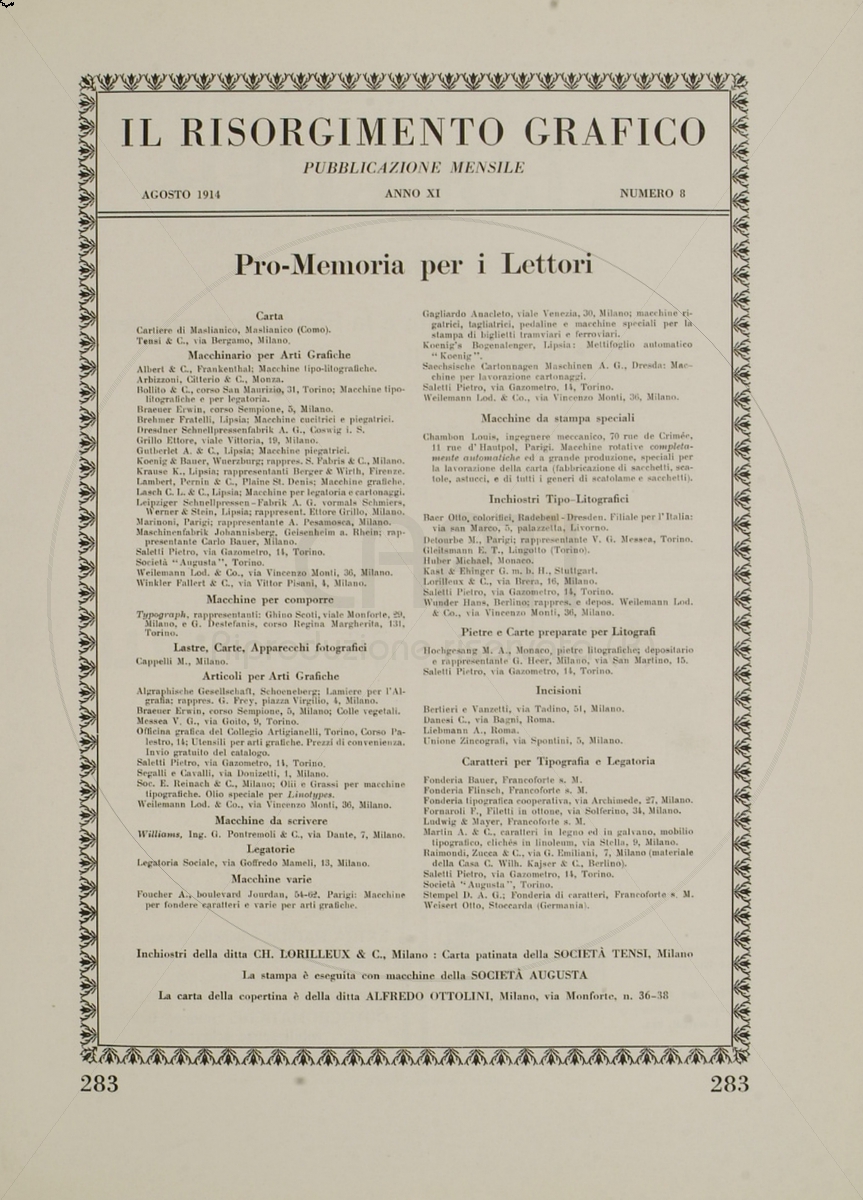 IL RISORGIMENTO GRAFICO
PUBBLICAZIONE MENSILE
AGOSTO 1914 ANNO XI NUMERO 8
Pro-Memoria per i Lettori
Carta
Cartiere di Maslianico, Maslianico (Como).
Tensi & C., via Bergamo, Milano.
Macchinario per Arti Grafiche
Albert & C., Frankenthal; Macchine tipo-litografiche.
Arbizzoni, Citterio & C., Monza.
Bollito & C., corso San Maurizio, 31, Torino; Macchine tipo-
litografiche e per legatoria.
Braeuer Erwin, corso Sempione, 5, Milano.
Brehmer Fratelli, Lipsia; Macchine cucitrici e piegatrici.
Dresdner Schnellpressenfabrik A. G., Coswig i. S.
Grillo Ettore, viale Vittoria, 19, Milano.
Gutberlet A. & C., Lipsia; Macchine piegatrici.
Koenig & Bauer, Wuerzburg; rappres. S. Fabris & C., Milano.
Krause K., Lipsia; rappresentanti Berger & Wirth, Firenze.
Lambert, Pernin & C., Plaine St. Denis; Macchine grafiche.
Lasch C. L. & C., Lipsia; Macchine per legatoria e cartonaggi.
Leipziger Schnellpressen-Fabrik A. G. vormals Schmiers,
Werner & Stein, Lipsia; rappresent. Ettore Grillo, Milano.
Marinoni, Parigi; rappresentante A. Pesamosca, Milano.
Maschinenfabrik Johannisberg, Geisenheim a. Rhein; rap-
presentante Carlo Bauer, Milano.
Saletti Pietro, via Gazometro, 14, Torino.
Società "Augusta", Torino.
Weilemann Lod. & Co., via Vincenzo Monti, 36, Milano.
Winkler Fallert & C., via Vittor Pisani, 4, Milano.
Macchine per comporre
Typograph, rappresentanti: Ghino Scoti, viale Monforte, 29,
Milano, e G. Destefanis, corso Regina Margherita, 131,
Torino.
Lastre, Carte, Apparecchi fotografici
Cappelli M., Milano.
Articoli per Arti Grafiche
Algraphische Gesellschaft, Schoeneberg; Lamiere per l'Al-
grafia; rappres. G. Frey, piazza Virgilio, 4, Milano.
Braeuer Erwin, corso Sempione, 5, Milano; Colle vegetali.
Messea V. G., via Goito, 9, Torino.
Officina grafica del Collegio Artigianelli, Torino, Corso Pa-
lestro, 14; Utensili per arti grafiche. Prezzi di convenienza.
Invio gratuito del catalogo.
Saletti Pietro, via Gazometro, 14, Torino.
Segalli e Cavalli, via Donizetti, 1, Milano.
Soc. E. Reinach & C., Milano; Olii e Grassi per macchine
tipografiche. Olio speciale per Linotypes.
Weilemann Lod. & Co., via Vincenzo Monti, 36, Milano.
Macchine da scrivere
Williams, Ing. G. Pontremoli & C., via Dante, 7, Milano.
Legatorie
Legatoria Sociale, via Goffredo Mameli, 13, Milano.
Macchine varie
Foucher A., boulevard Jourdan, 54-62, Parigi: Macchine
per fondere caratteri e varie per arti grafiche.
Gagliardo Anacleto, viale Venezia, 30, Milano; macchine ri-
gatrici, tagliatrici, pedaline e macchine speciali per la
stampa di biglietti tramviari e ferroviari.
Koenig's Bogenalenger, Lipsia: Mettifoglio automatico
"Koenig".
Saechsische Cartonnagen Maschinen A. G., Dresda: Mac-
chine per lavorazione cartonaggi.
Saletti Pietro, via Gazometro, 14, Torino.
Weilemann Lod. & Co., via Vincenzo Monti, 36, Milano.
Macchine da stampa speciali
Chambon Louis, ingegnere meccanico, 70 rue de Crimée,
11 rue d'Hautpol, Parigi. Macchine rotative completa-
mente automatiche ed a grande produzione, speciali per
la lavorazione della carta (fabbricazione di sacchetti, sca-
tole, astucci, e di tutti i generi di scatolame e sacchetti).
Inchiostri Tipo-Litografici
Baer Otto, colorifici, Radebeul-Dresden. Filiale per l'Italia:
via san Marco, 5, palazzetta, Livorno.
Detourbe M., Parigi; rappresentante V. G. Messea, Torino.
Gleitsmann E. T., Lingotto (Torino).
Huber Michael, Monaco.
Kast & Ehinger G. m. b. H., Stuttgart.
Lorilleux & C., via Brera, 16, Milano.
Saletti Pietro, via Gazometro, 14, Torino.
Wunder Hans, Berlino; rappres. e depos. Weilemann Lod.
& Co., via Vincenzo Monti, 36, Milano.
Pietre e Carte preparate per Litografi
Hochgesang M. A., Monaco, pietre litografiche; depositario
e rappresentante G. Heer, Milano, via San Martino, 15.
Saletti Pietro, via Gazometro, 14, Torino.
Incisioni
Bertieri e Vanzetti, via Tadino, 51, Milano.
Danesi C., via Bagni, Roma.
Liebmann A., Roma.
Unione Zincografi, via Spontini, 5, Milano.
Caratteri per Tipografia e Legatoria
Fonderia Bauer, Francoforte s. M.
Fonderia Flinsch, Francoforte s. M.
Fonderia tipografica cooperativa, via Archimede, 27, Milano.
Fornaroli F., Filetti in ottone, via Solferino, 34, Milano.
Ludwig & Mayer, Francoforte s. M.
Martin A. & C., caratteri in legno ed in galvano, mobilio
tipografico, clichés in linoleum, via Stella, 9, Milano.
Raimondi, Zucca & C., via G. Emiliani, 7, Milano (materiale
della Casa C. Wilh. Kajser & C., Berlino).
Saletti Pietro, via Gazometro, 14, Torino.
Società "Augusta", Torino.
Stempel D. A. G.; Fonderia di caratteri, Francoforte s. M.
Weisert Otto, Stoccarda (Germania).
Inchiostri della ditta CH. LORILLEUX & C., Milano : Carta patinata della SOCIETÀ TENSI, Milano
La stampa è eseguita con macchine della SOCIETÀ AUGUSTA
La carta della copertina è della ditta ALFREDO OTTOLINI, Milano, via Monforte, n. 36-38
283 283